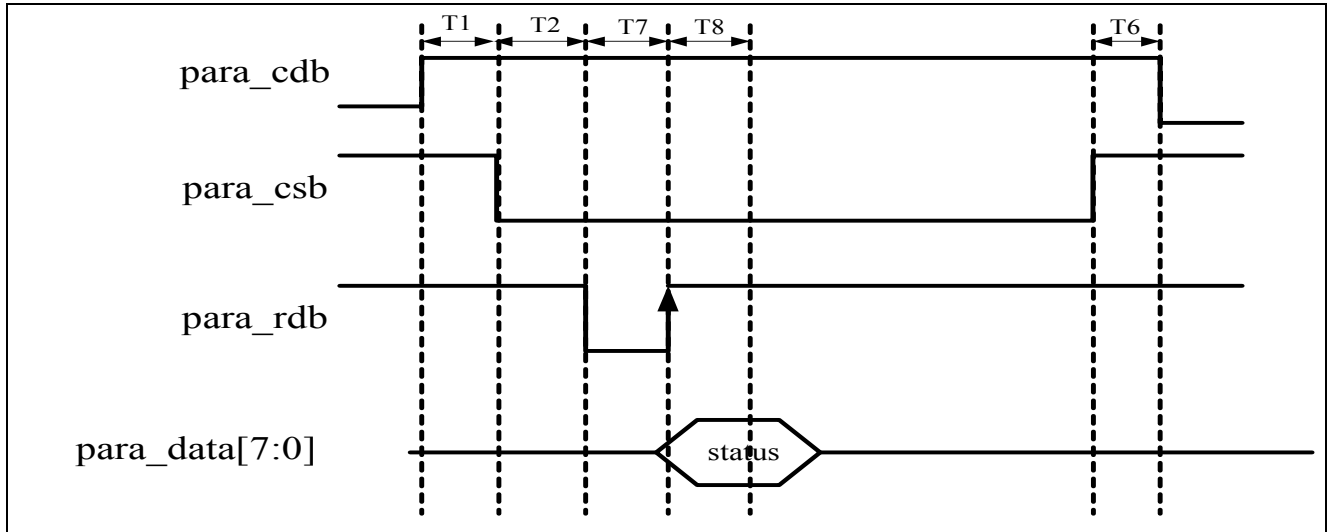 T1 T2 T7 T8 T6
para_cdb
para_csb
para_rdb
para_data[7:0] status